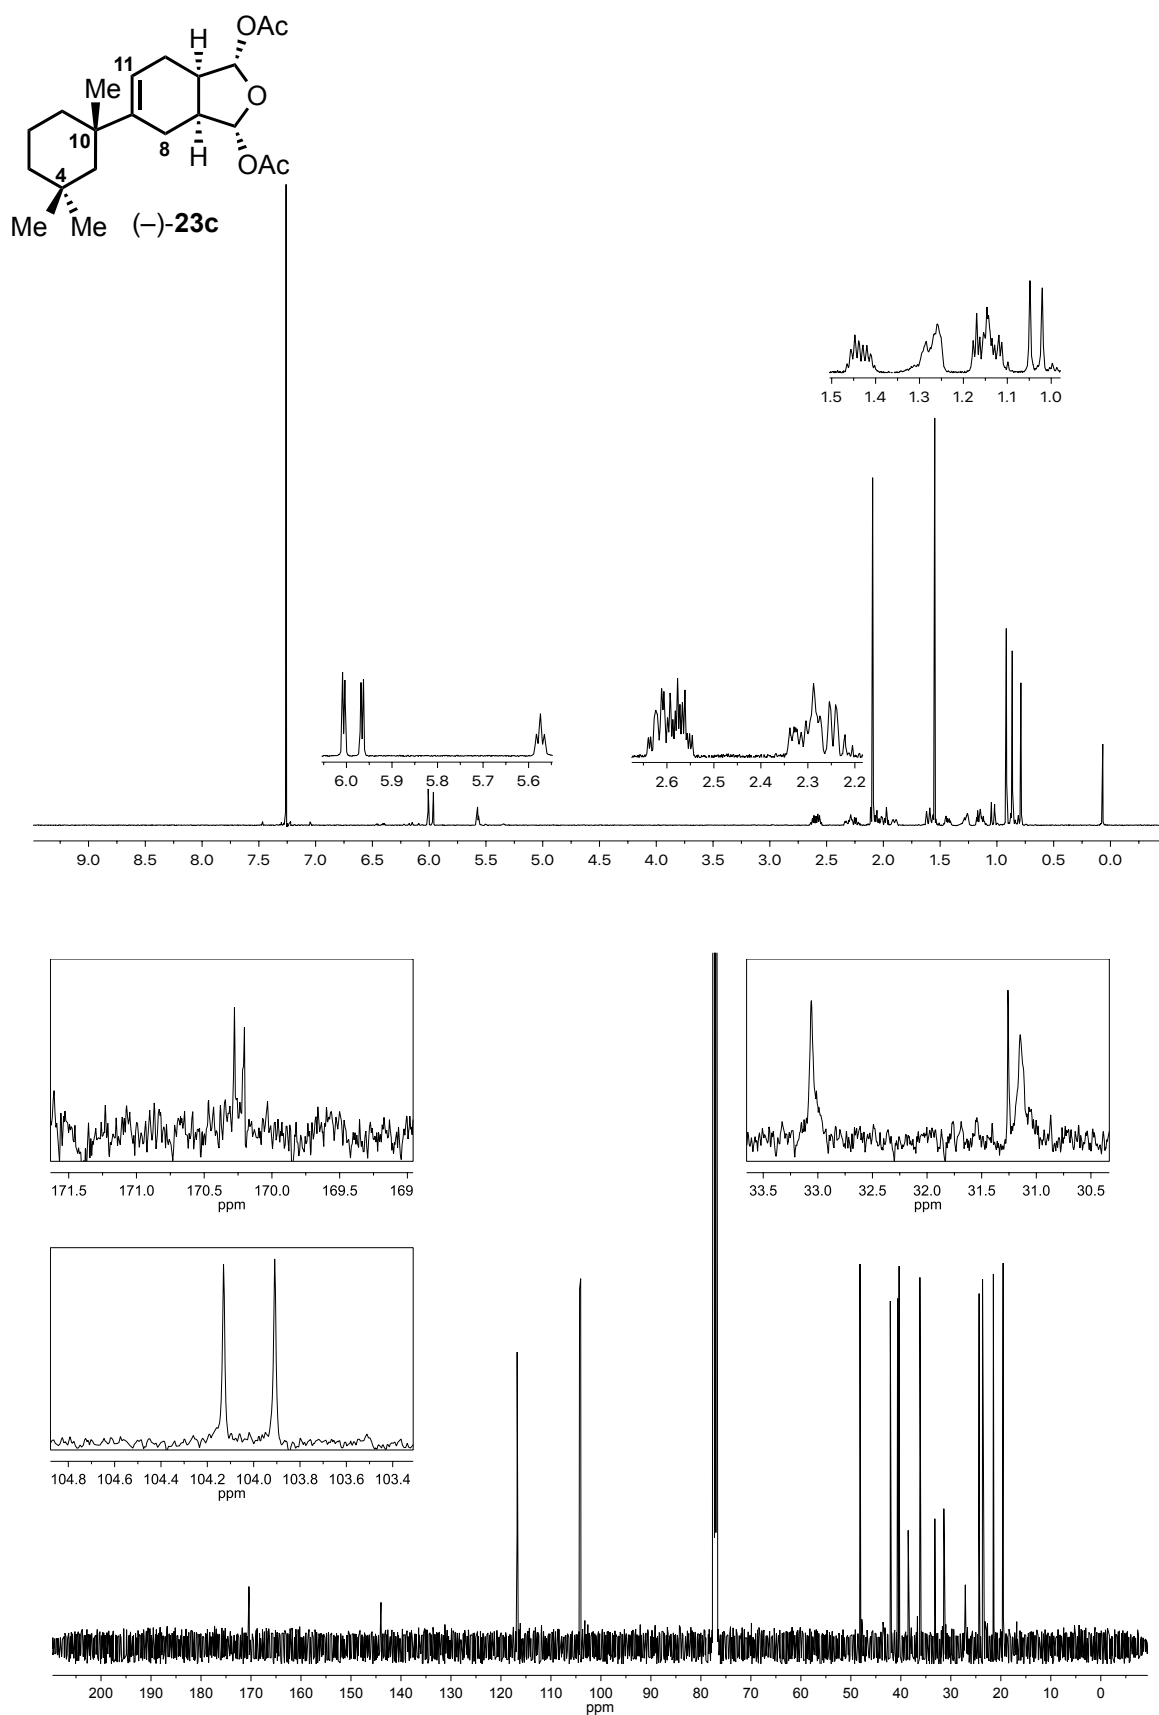 OAc
H
11
Me
O
10
8
H
4
OAc
Me Me (–)-23c
1.5 1.4 1.3 1.2 1.1 1.0
6.0 5.9 5.8 5.7 5.6
2.6 2.5 2.4 2.3 2.2
9.0 8.5 8.0 7.5 7.0 6.5 6.0 5.5 5.0 4.5 4.0 3.5 3.0 2.5 2.0 1.5 1.0 0.5 0.0
171.5 171.0 170.5 170.0 169.5 169
ppm
33.5 33.0 32.5 32.0 31.5 31.0 30.5
ppm
104.8 104.6 104.4 104.2 104.0 103.8 103.6 103.4
ppm
200 190 180 170 160 150 140 130 120 110 100 90 80 70 60 50 40 30 20 10 0
ppm